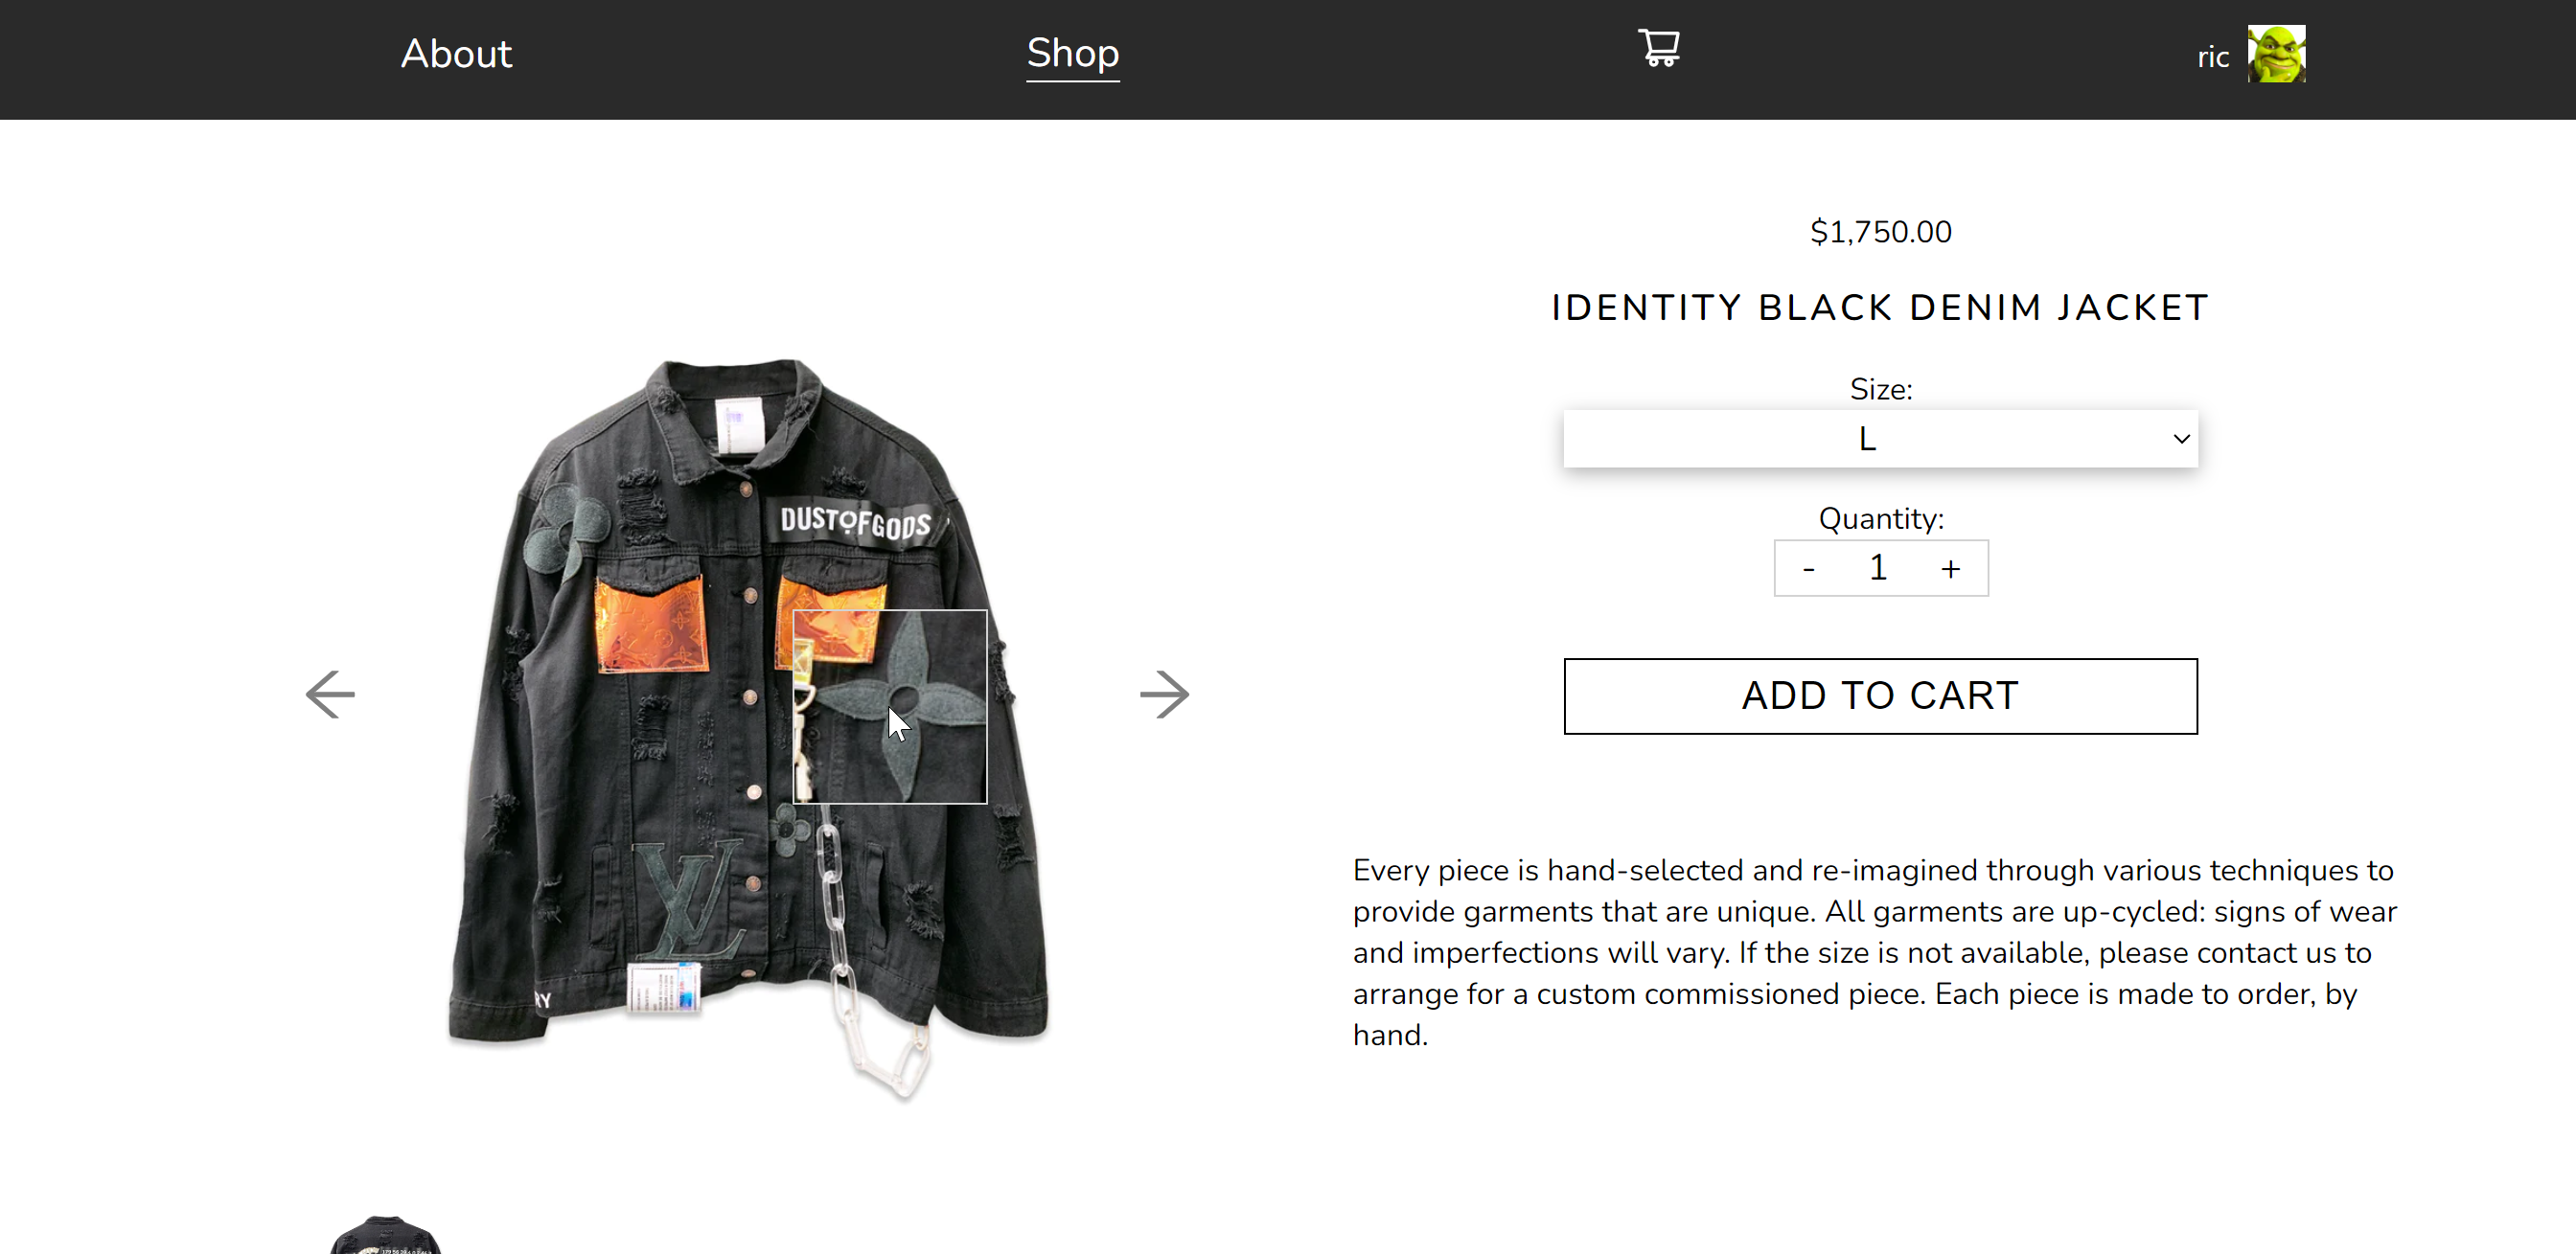 About
Shop
ric
$1,750.00
IDENTITY BLACK DENIM JACKET
Size:
L
Quantity:
- 1 +
ADD TO CART
Every piece is hand-selected and re-imagined through various techniques to
provide garments that are unique. All garments are up-cycled: signs of wear
and imperfections will vary. If the size is not available, please contact us to
arrange for a custom commissioned piece. Each piece is made to order, by
hand.
DUSTOFGODS
LV
RY